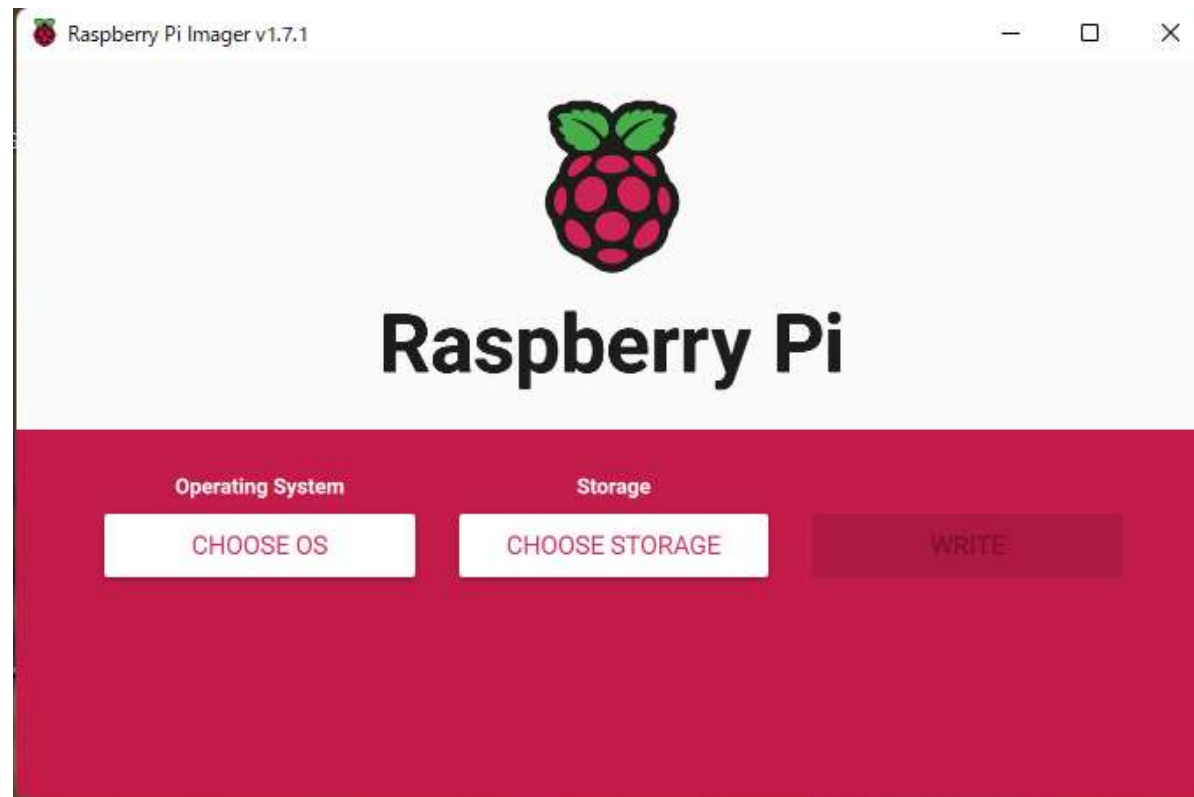 Raspberry Pi Imager v1.7.1
Raspberry Pi
Operating System
Storage
CHOOSE OS
CHOOSE STORAGE
WRITE